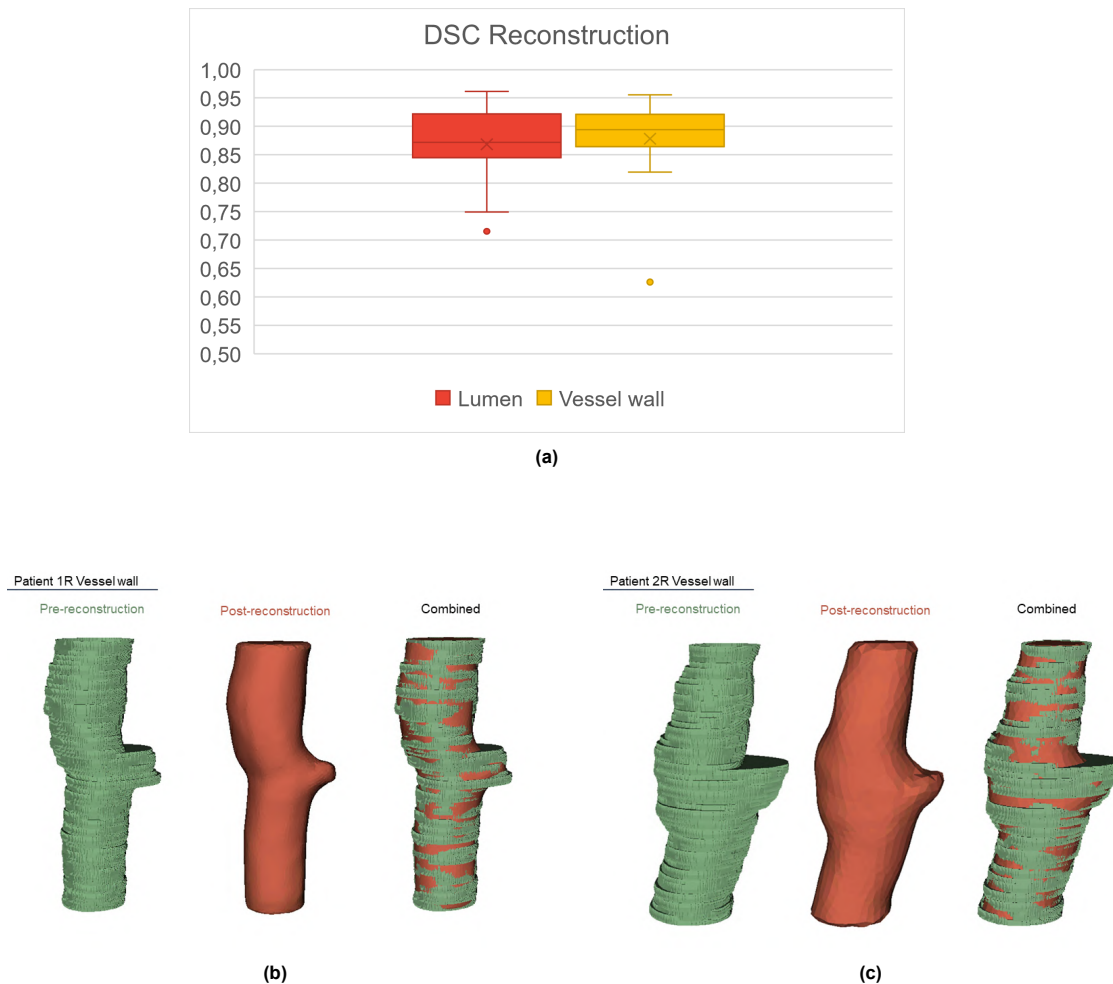 DSC Reconstruction
1,00
0,95
0,90
0,85
0,80
0,75
0,70
0,65
0,60
0,55
0,50
Lumen Vessel wall
(a)
Patient 1R Vessel wall
Pre-reconstruction Post-reconstruction Combined
Patient 2R Vessel wall
Pre-reconstruction Post-reconstruction Combined
(b)
(c)